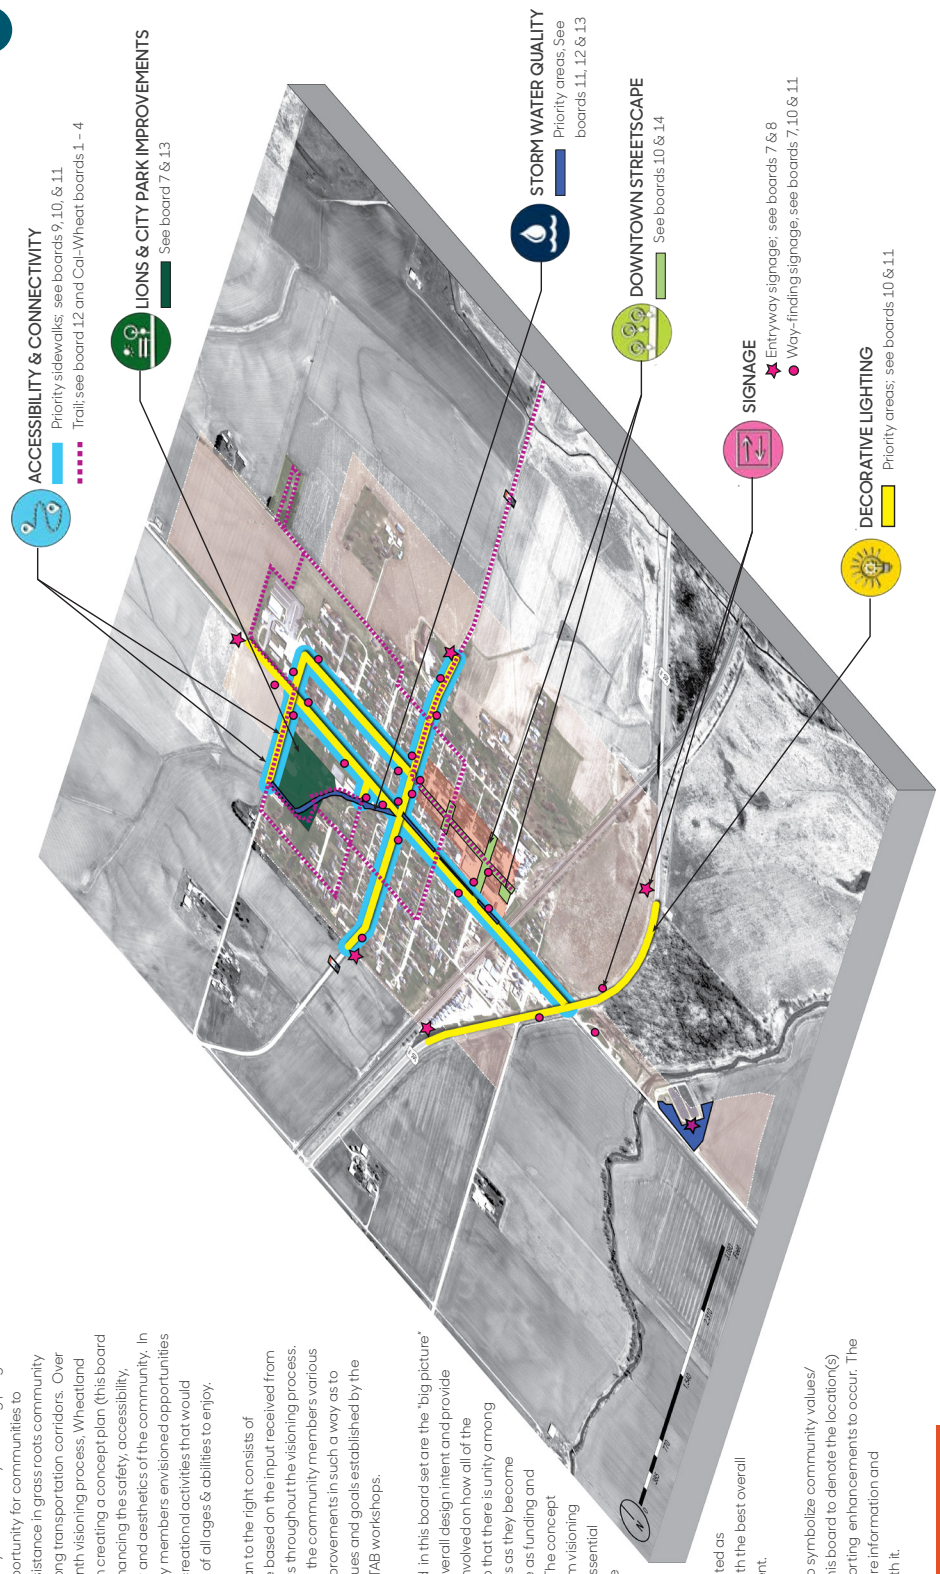 portunity for communities to
sistance in grass roots community
ong transportation corridors. Over
nth visioning process, Wheatland
n creating a concept plan (this board
hancing the safety, accessibility,
and aesthetics of the community. In
y members envisioned opportunities
creational activities that would
of all ages & abilities to enjoy.
an to the right consists of
e based on the input received from
s throughout the visioning process.
the community members various
provements in such a way as to
ues and goals established by the
TAB workshops.
d in this board set are the "big picture"
verall design intent and provide
nvolved on how all of the
o that there is unity among
s as they become
e as funding and
The concept
m visioning
ssential
ted as
th the best overall
ent.
o symbolize community values/
his board to denote the location(s)
orting enhancements to occur. The
re information and
th it.
ACCESSIBILITY & CONNECTIVITY
Priority sidewalks; see boards 9, 10, & 11
Trail; see board 12 and Cal-Wheat boards 1 - 4
LIONS & CITY PARK IMPROVEMENTS
See board 7 & 13
STORM WATER QUALITY
Priority areas, See
boards 11, 12 & 13
DOWNTOWN STREETSCAPE
See boards 10 & 14
SIGNAGE
Entryway signage; see boards 7 & 8
Way-finding signage, see boards 7, 10 & 11
DECORATIVE LIGHTING
Priority areas; see boards 10 & 11
N
0